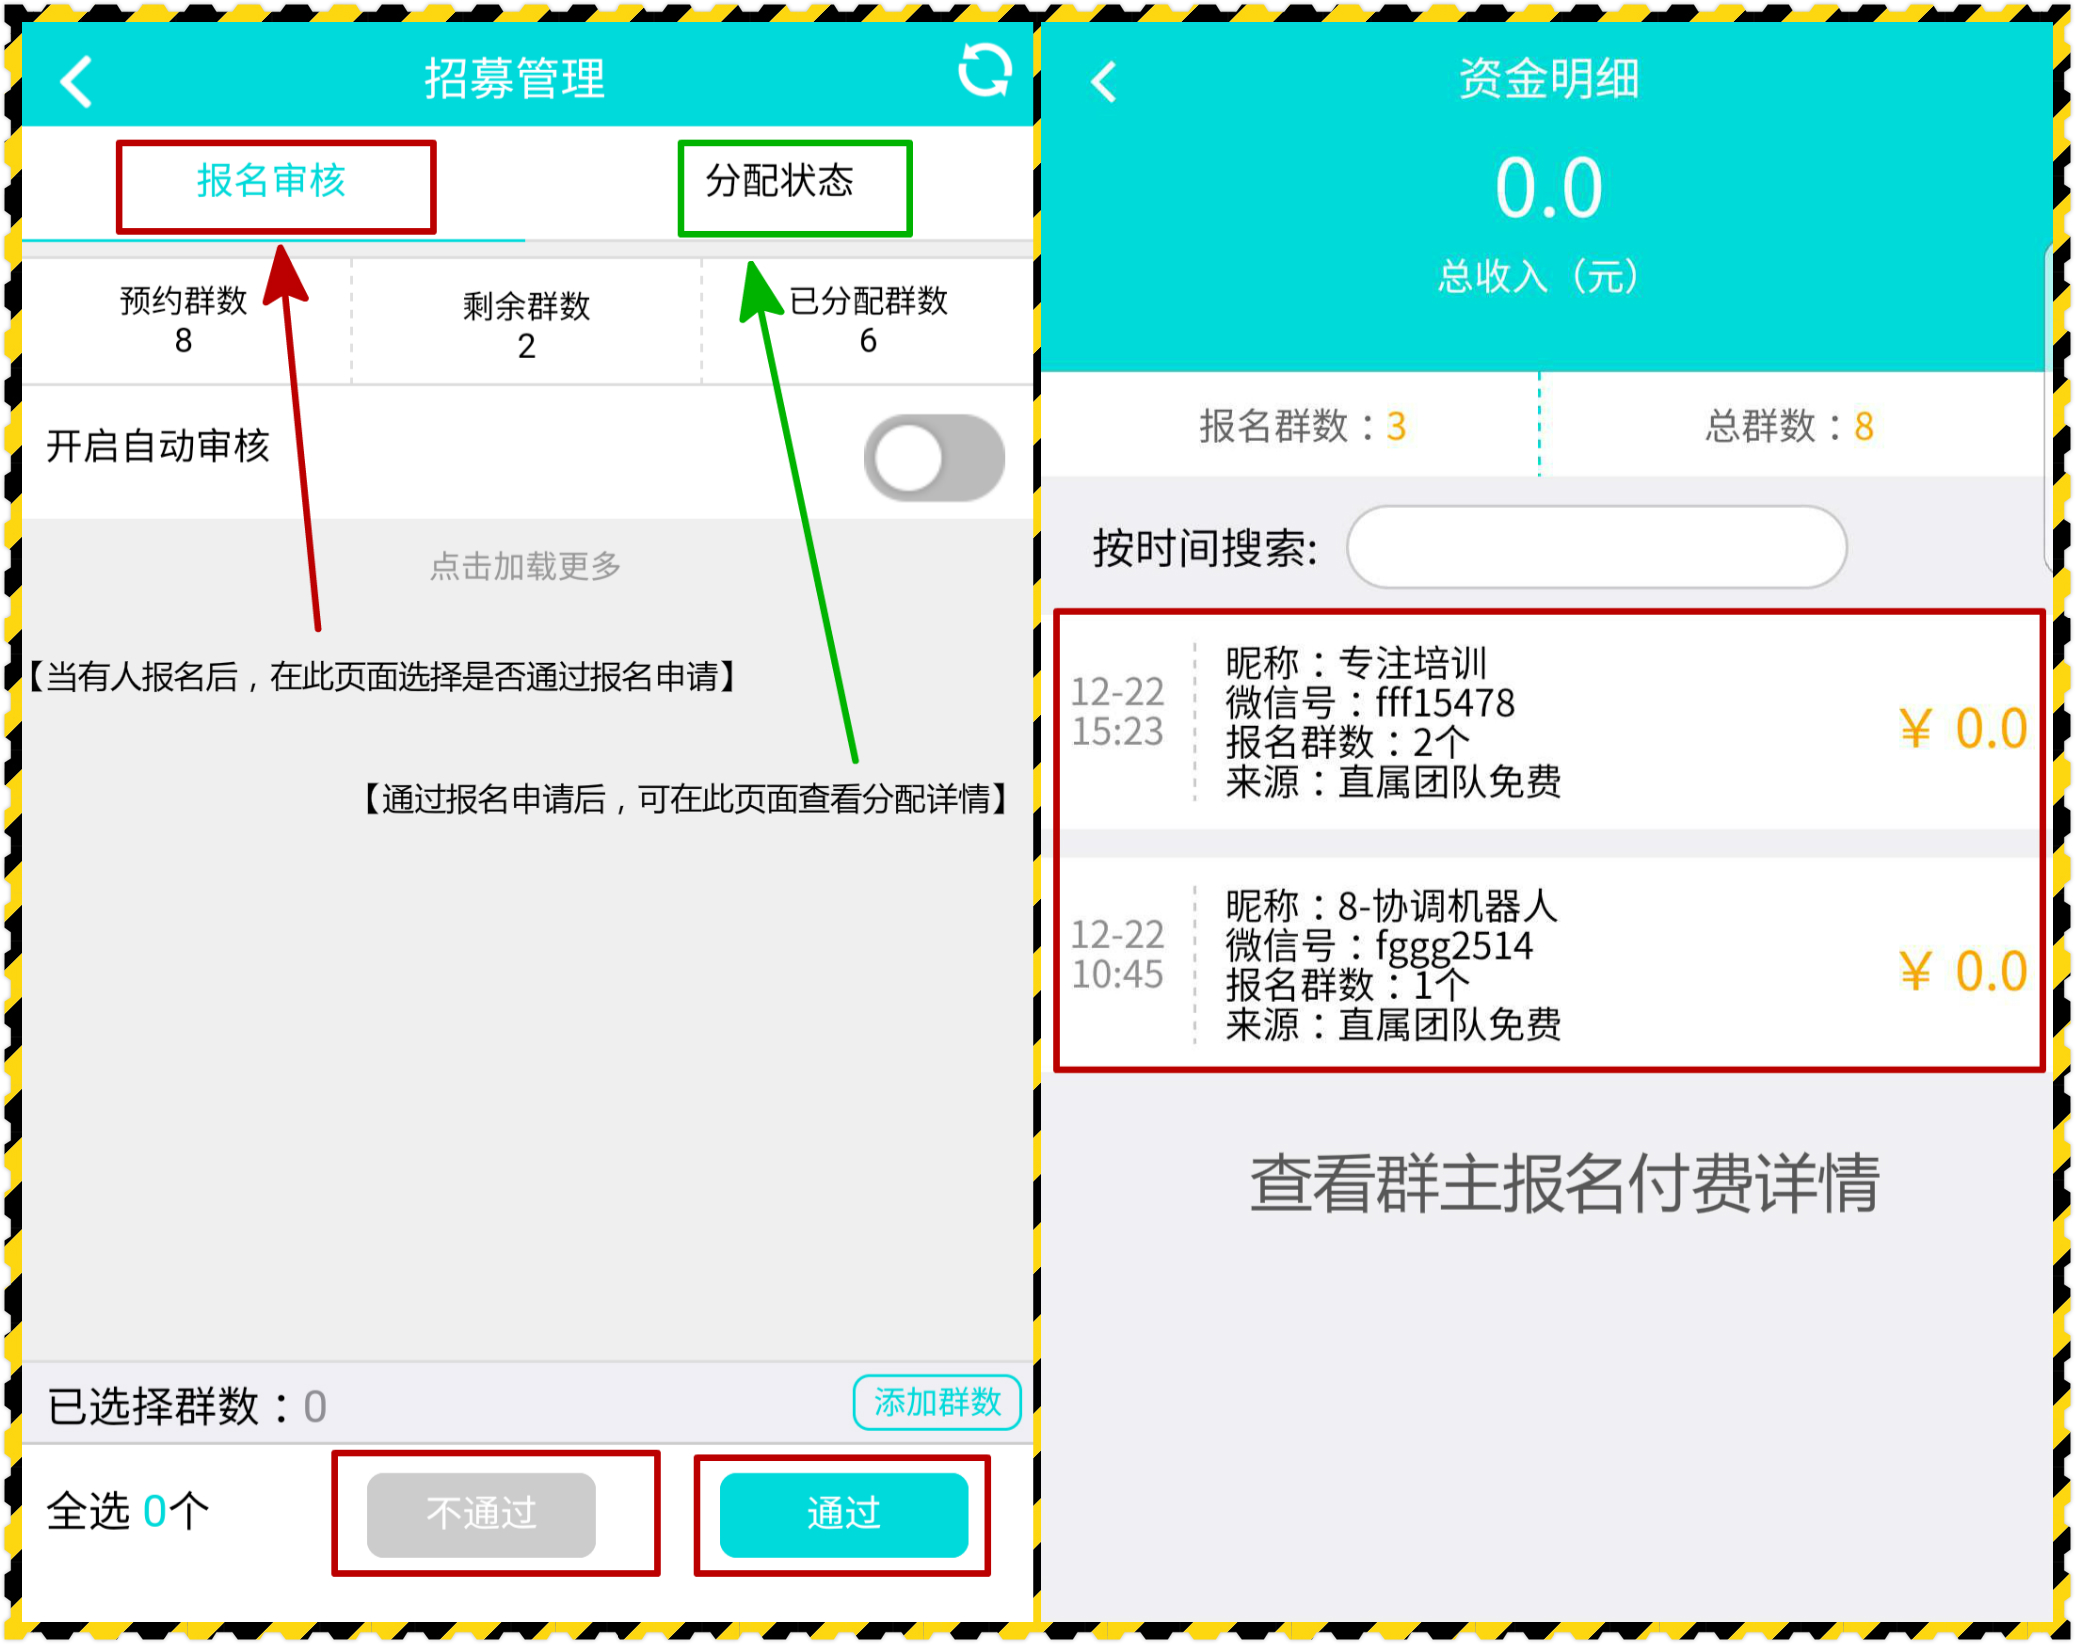 招募管理
报名审核
分配状态
预约群数
8
剩余群数
2
已分配群数
6
开启自动审核
点击加载更多
【当有人报名后，在此页面选择是否通过报名申请】
【通过报名申请后，可在此页面查看分配详情】
已选择群数：0
添加群数
全选 0个
不通过
通过
资金明细
0.0
总收入（元）
报名群数：3
总群数：8
按时间搜索:
12-22
15:23
昵称：专注培训
微信号：fff15478
报名群数：2个
来源：直属团队免费
¥ 0.0
12-22
10:45
昵称：8-协调机器人
微信号：fggg2514
报名群数：1个
来源：直属团队免费
¥ 0.0
查看群主报名付费详情